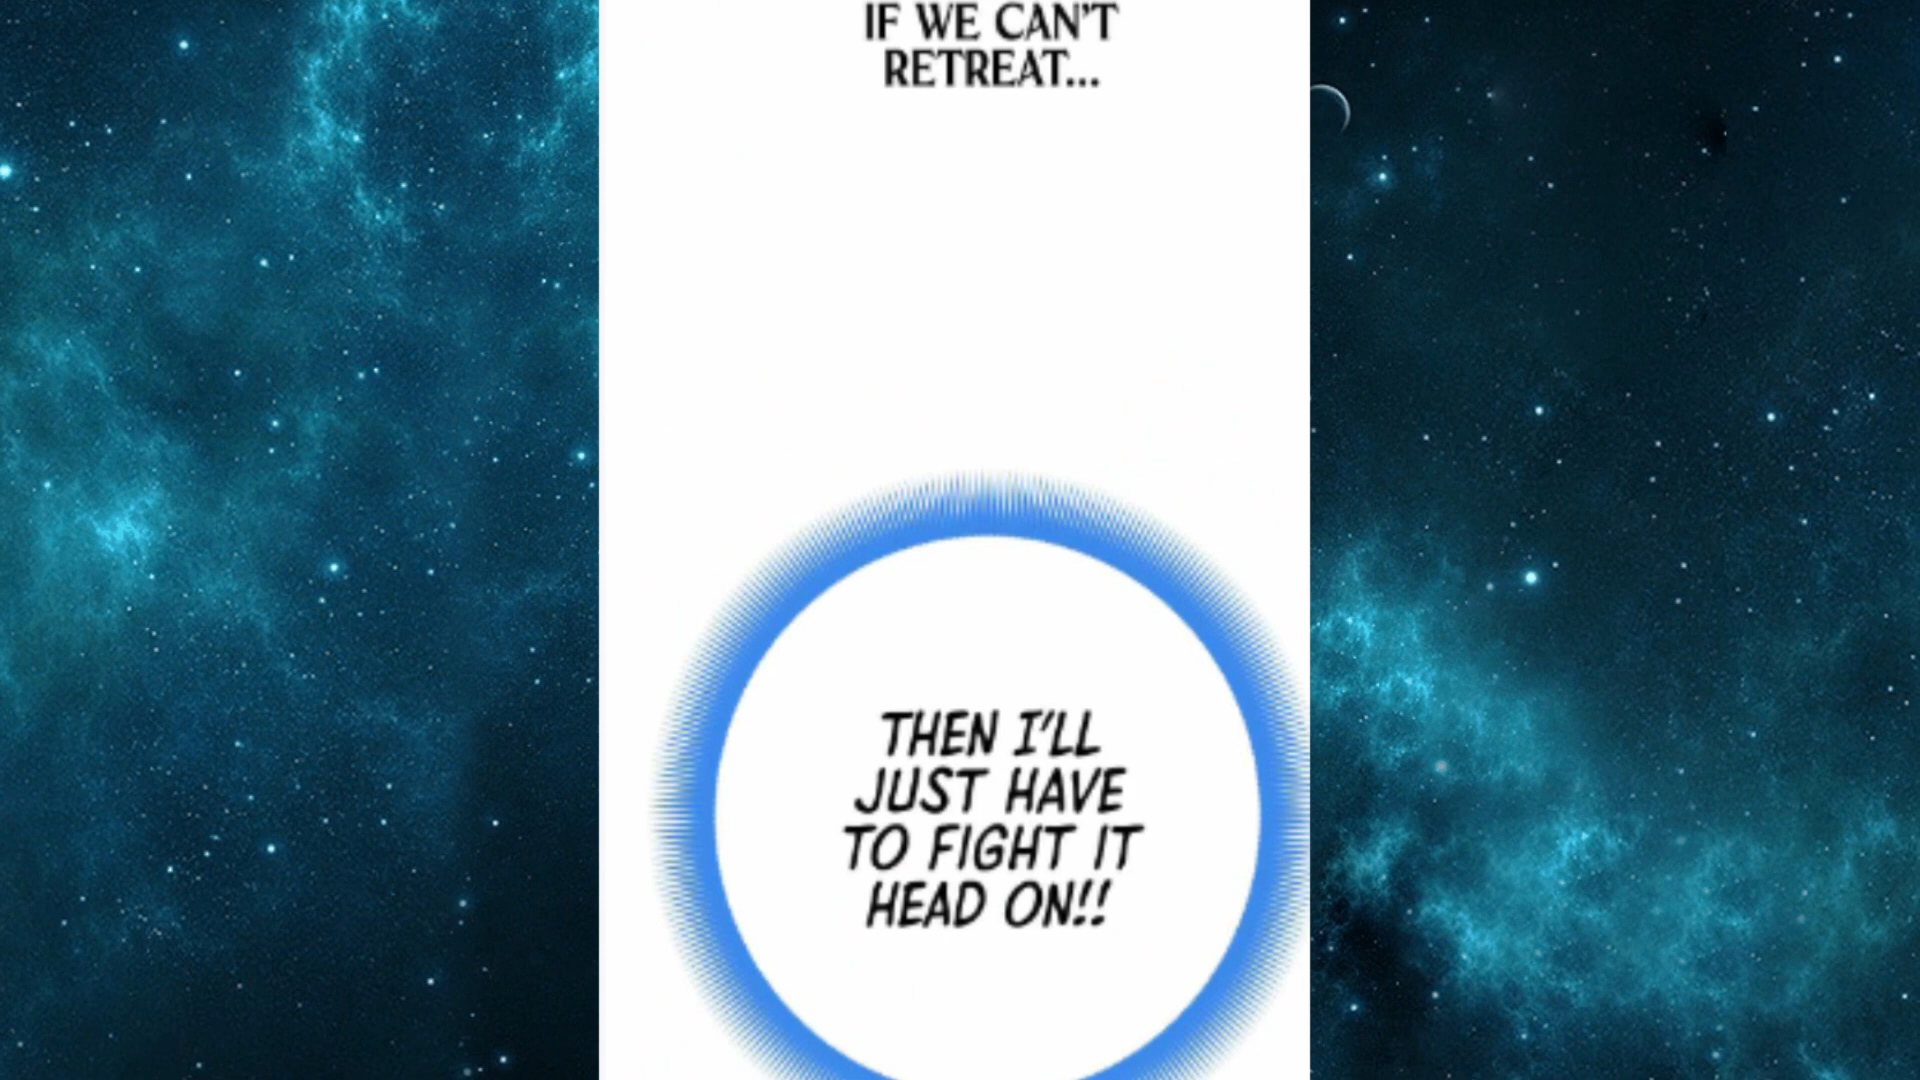 IF WE CAN'T
RETREAT...
THEN I'LL
JUST HAVE
TO FIGHT IT
HEAD ON!!